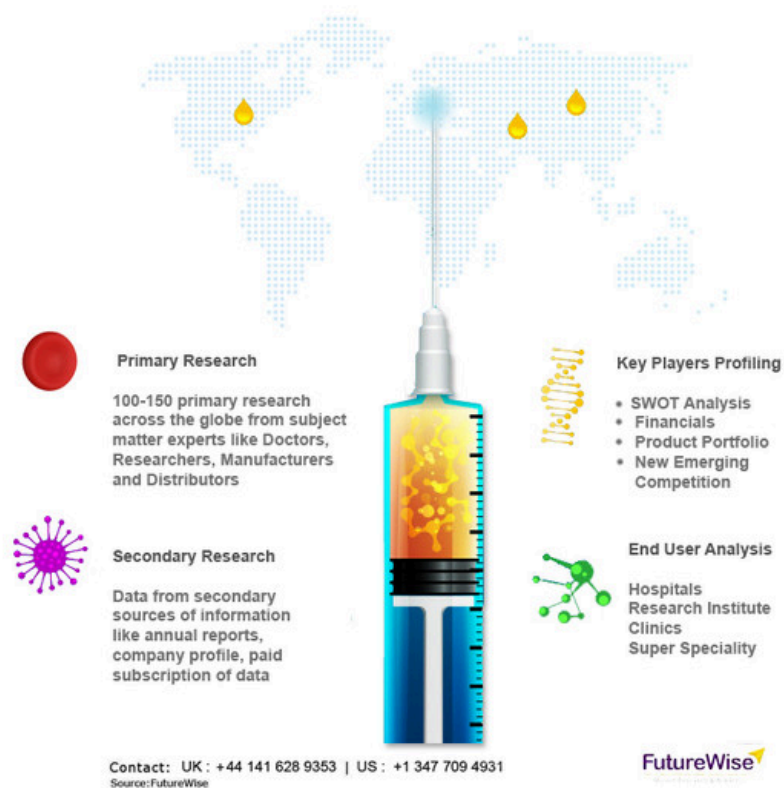 Primary Research
100-150 primary research
across the globe from subject
matter experts like Doctors,
Researchers, Manufacturers
and Distributors
Secondary Research
Data from secondary
sources of information
like annual reports,
company profile, paid
subscription of data
Key Players Profiling
• SWOT Analysis
• Financials
• Product Portfolio
• New Emerging
Competition
End User Analysis
Hospitals
Research Institute
Clinics
Super Speciality
Contact: UK : +44 141 628 9353 | US : +1 347 709 4931
Source:FutureWise
FutureWise